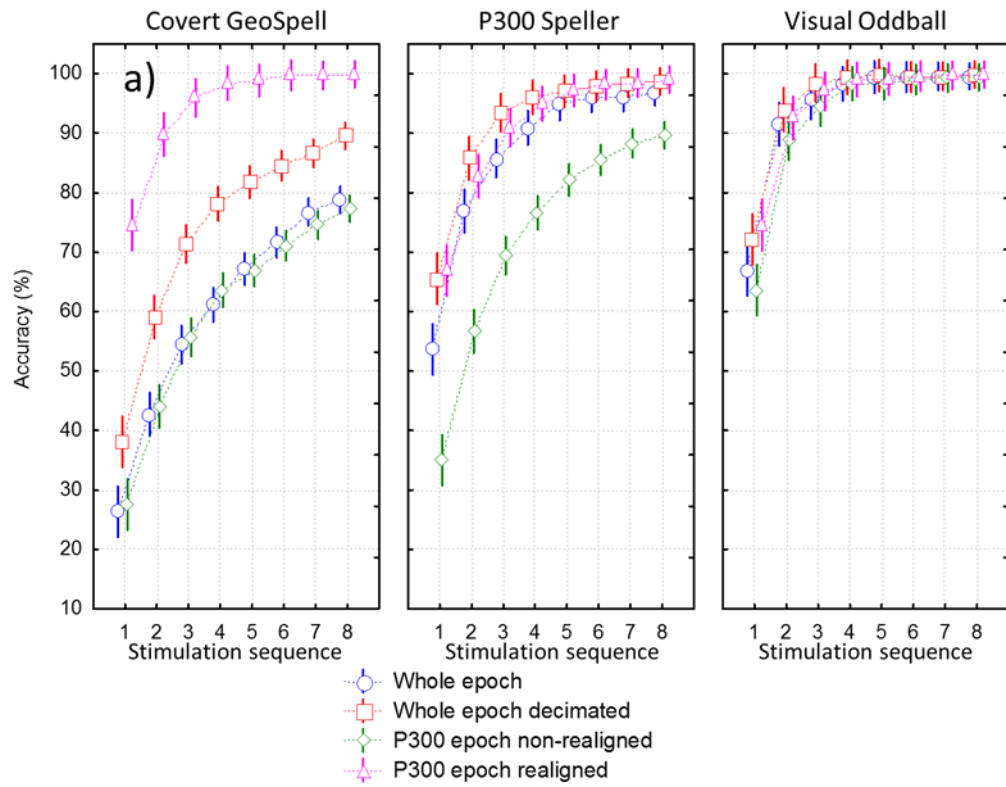 Covert GeoSpell P300 Speller Visual Oddball
a)
Accuracy (%)
100
90
80
70
60
50
40
30
20
10
1 2 3 4 5 6 7 8 1 2 3 4 5 6 7 8 1 2 3 4 5 6 7 8
Stimulation sequence Stimulation sequence Stimulation sequence
Whole epoch
Whole epoch decimated
P300 epoch non-realigned
P300 epoch realigned